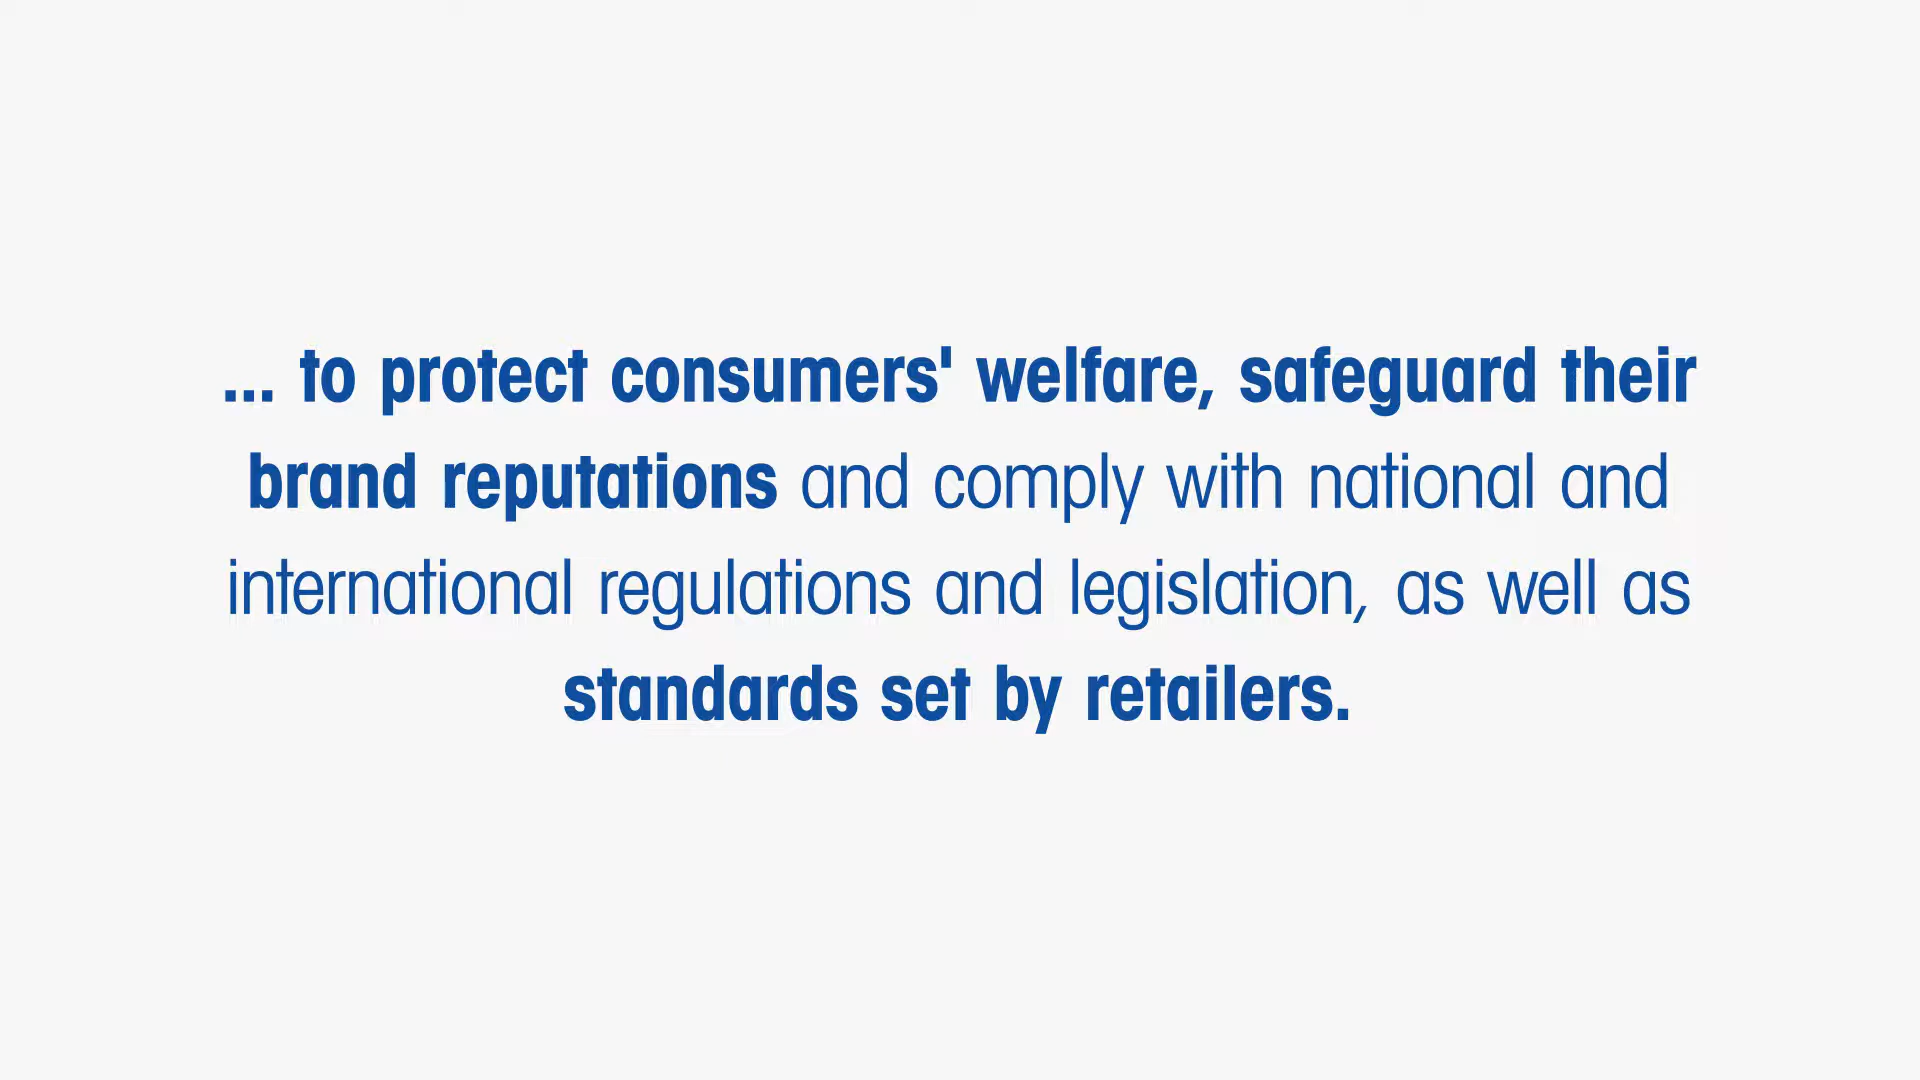 ... to protect consumers' welfare, safeguard their
brand reputations and comply with national and
international regulations and legislation, as well as
standards set by retailers.